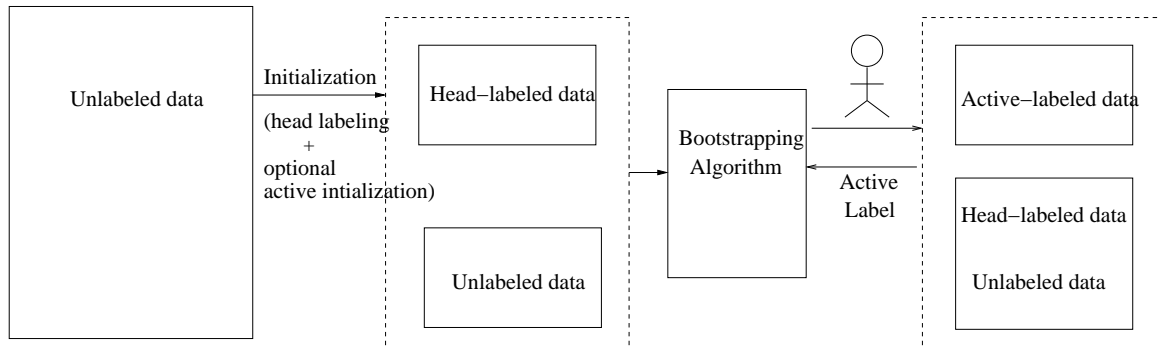 Unlabeled data
Initialization
(head labeling
+
optional
active intialization)
Head−labeled data
Unlabeled data
Bootstrapping
Algorithm
Active
Label
Active−labeled data
Head−labeled data
Unlabeled data